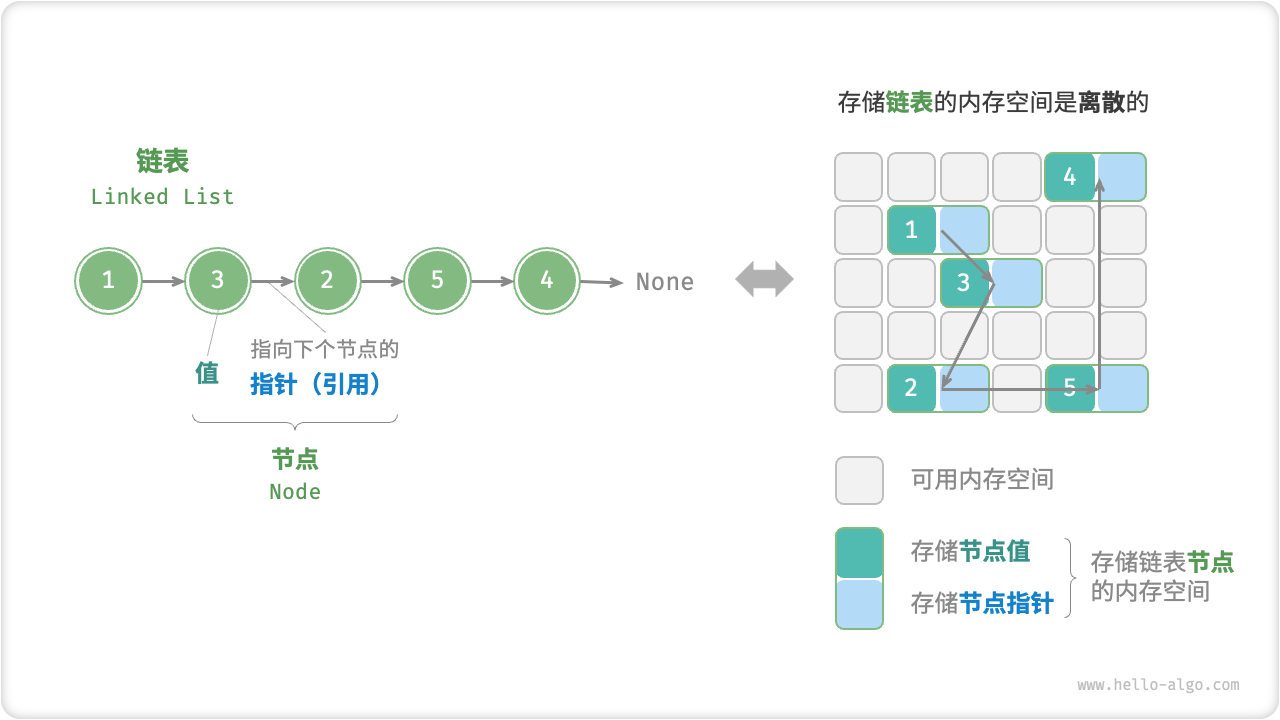 链表
Linked List
1 3 2 5 4 None
值
指向下个节点的
指针（引用）
节点
Node
存储链表的内存空间是离散的
4
1
3
2 5
可用内存空间
存储节点值
存储节点指针
存储链表节点
的内存空间
www.hello-algo.com